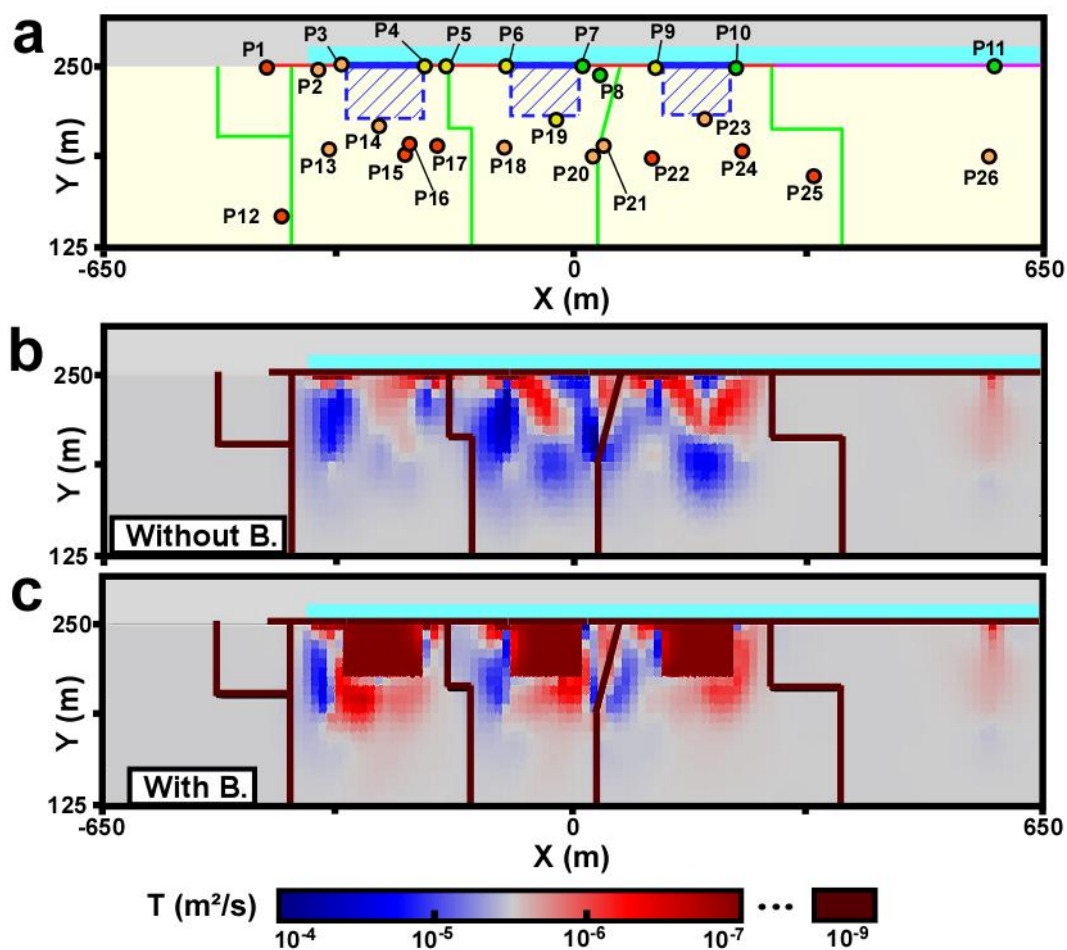 a
P1 P3 P4 P5 P6 P7 P9 P10 P11
P2 P8
250
P14 P19 P23
P13 P15 P17 P18 P20 P22 P24
P16 P21 P25 P26
P12
Y (m)
125
-650 0 650
X (m)
b
250
Y (m)
Without B.
125
c
250
Y (m)
With B.
125
-650 0 650
X (m)
T (m²/s) ...
10⁻⁴ 10⁻⁵ 10⁻⁶ 10⁻⁷ 10⁻⁹